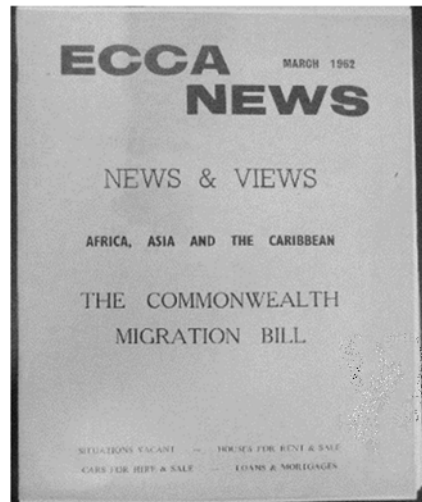 ECCA
MARCH 1962
NEWS
NEWS & VIEWS
AFRICA, ASIA AND THE CARIBBEAN
THE COMMONWEALTH
MIGRATION BILL
SITUATIONS VACANT — HOUSES FOR RENT & SALE
CARS FOR HIRE & SALE — LOANS & MORTGAGES